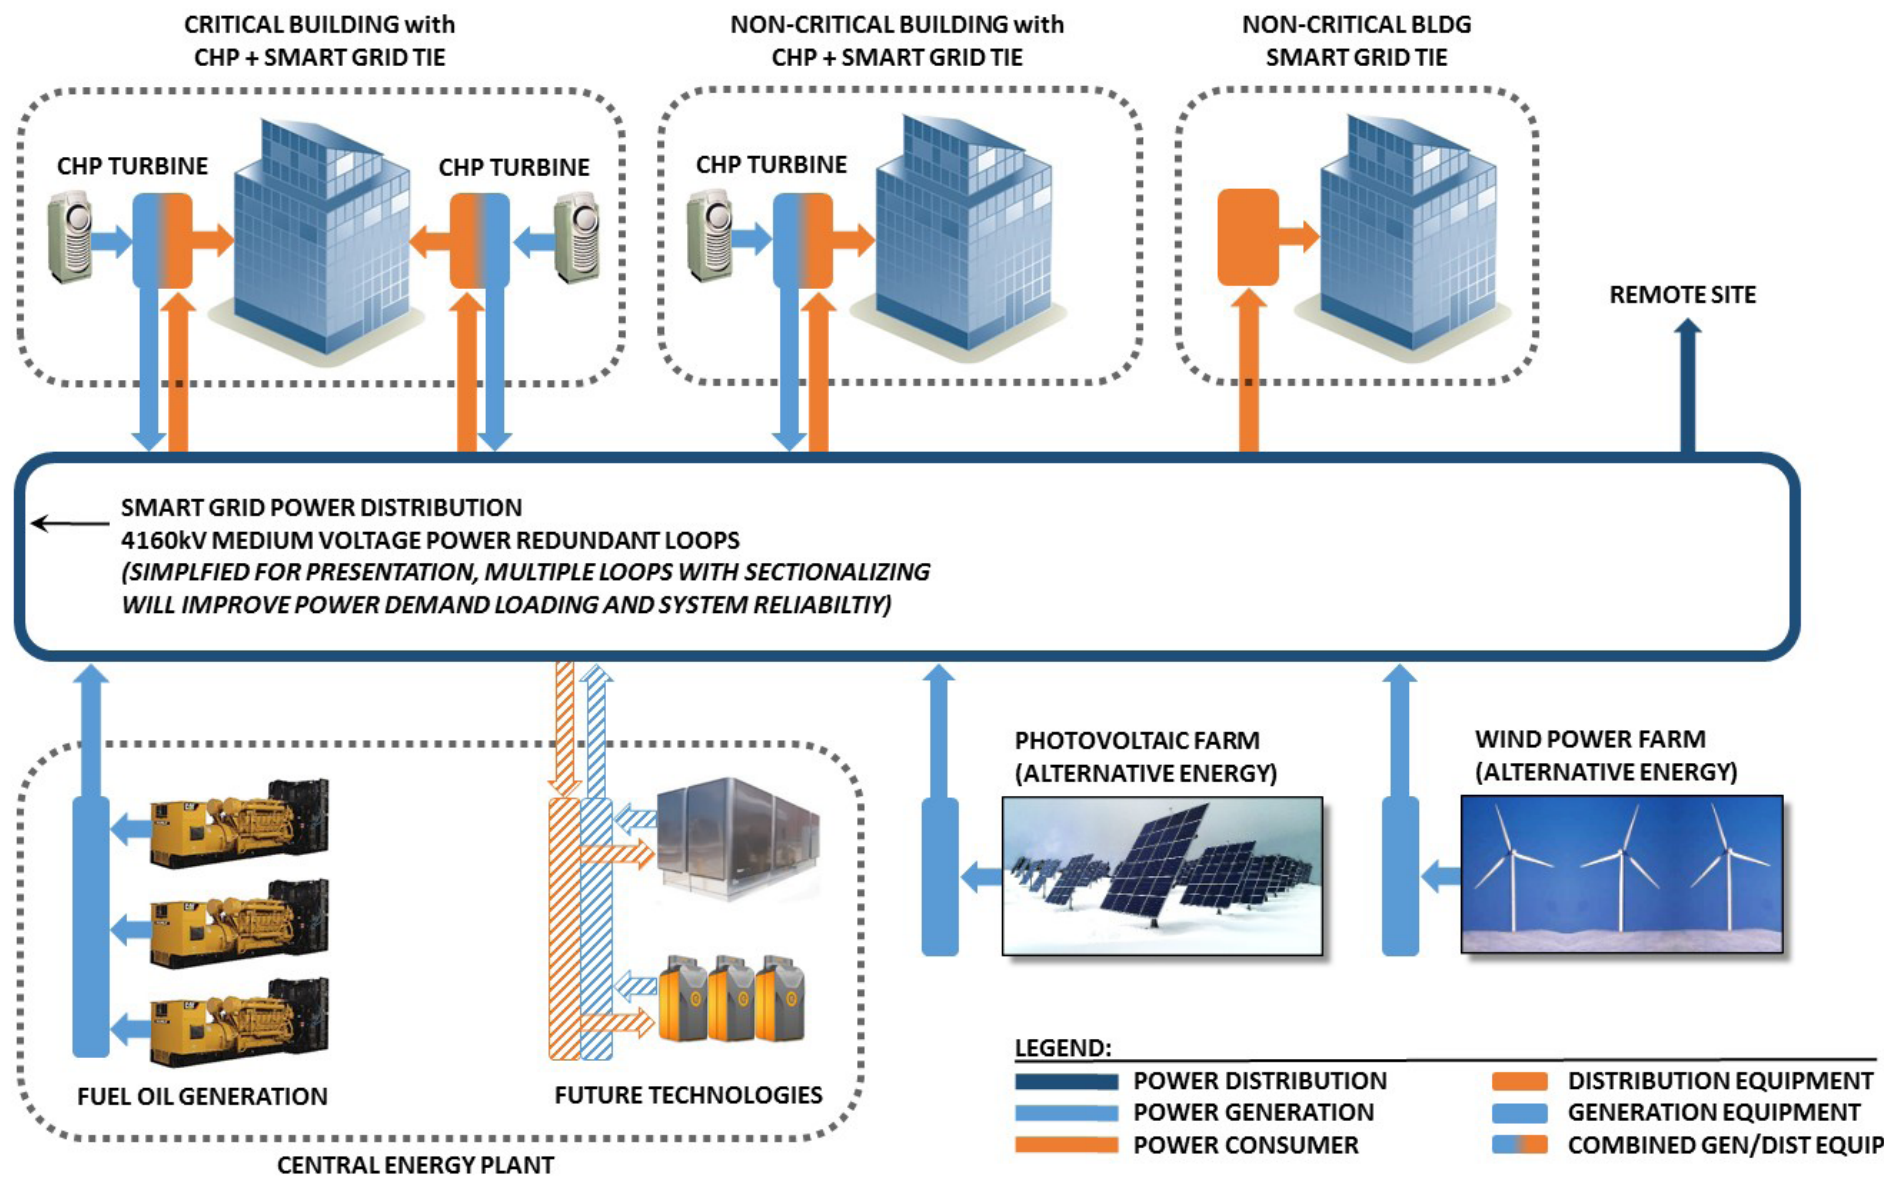 CRITICAL BUILDING with
CHP + SMART GRID TIE
NON-CRITICAL BUILDING with
CHP + SMART GRID TIE
NON-CRITICAL BLDG
SMART GRID TIE
CHP TURBINE
CHP TURBINE
CHP TURBINE
REMOTE SITE
SMART GRID POWER DISTRIBUTION
4160kV MEDIUM VOLTAGE POWER REDUNDANT LOOPS
(SIMPLFIED FOR PRESENTATION, MULTIPLE LOOPS WITH SECTIONALIZING
WILL IMPROVE POWER DEMAND LOADING AND SYSTEM RELIABILTIY)
PHOTOVOLTAIC FARM
(ALTERNATIVE ENERGY)
WIND POWER FARM
(ALTERNATIVE ENERGY)
CAT
CAT
CAT
FUEL OIL GENERATION
FUTURE TECHNOLOGIES
CENTRAL ENERGY PLANT
LEGEND:
POWER DISTRIBUTION
POWER GENERATION
POWER CONSUMER
DISTRIBUTION EQUIPMENT
GENERATION EQUIPMENT
COMBINED GEN/DIST EQUIP